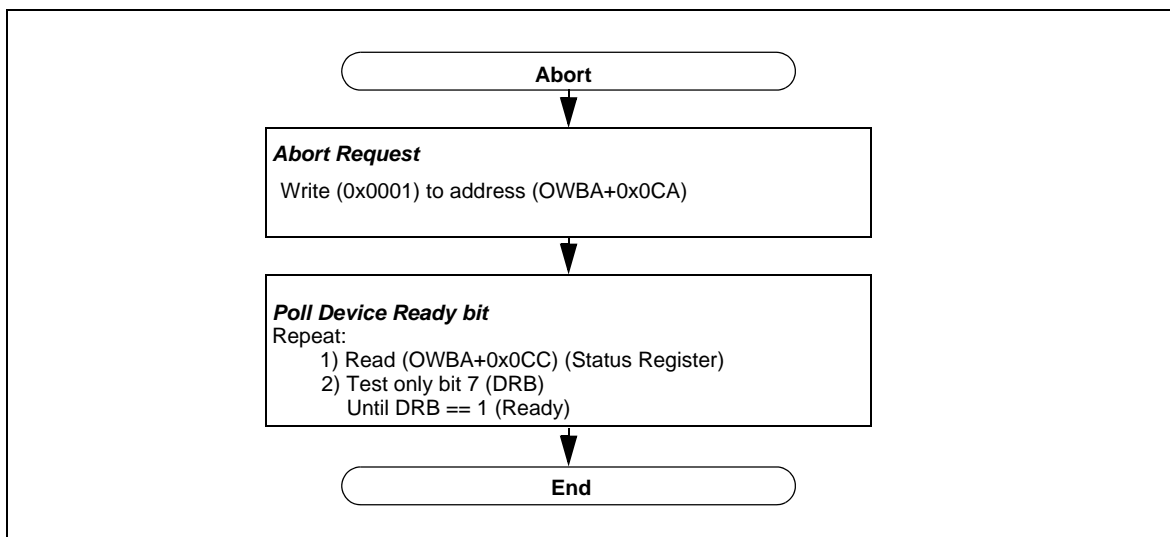 Abort
Abort Request
Write (0x0001) to address (OWBA+0x0CA)
Poll Device Ready bit
Repeat:
1) Read (OWBA+0x0CC) (Status Register)
2) Test only bit 7 (DRB)
Until DRB == 1 (Ready)
End